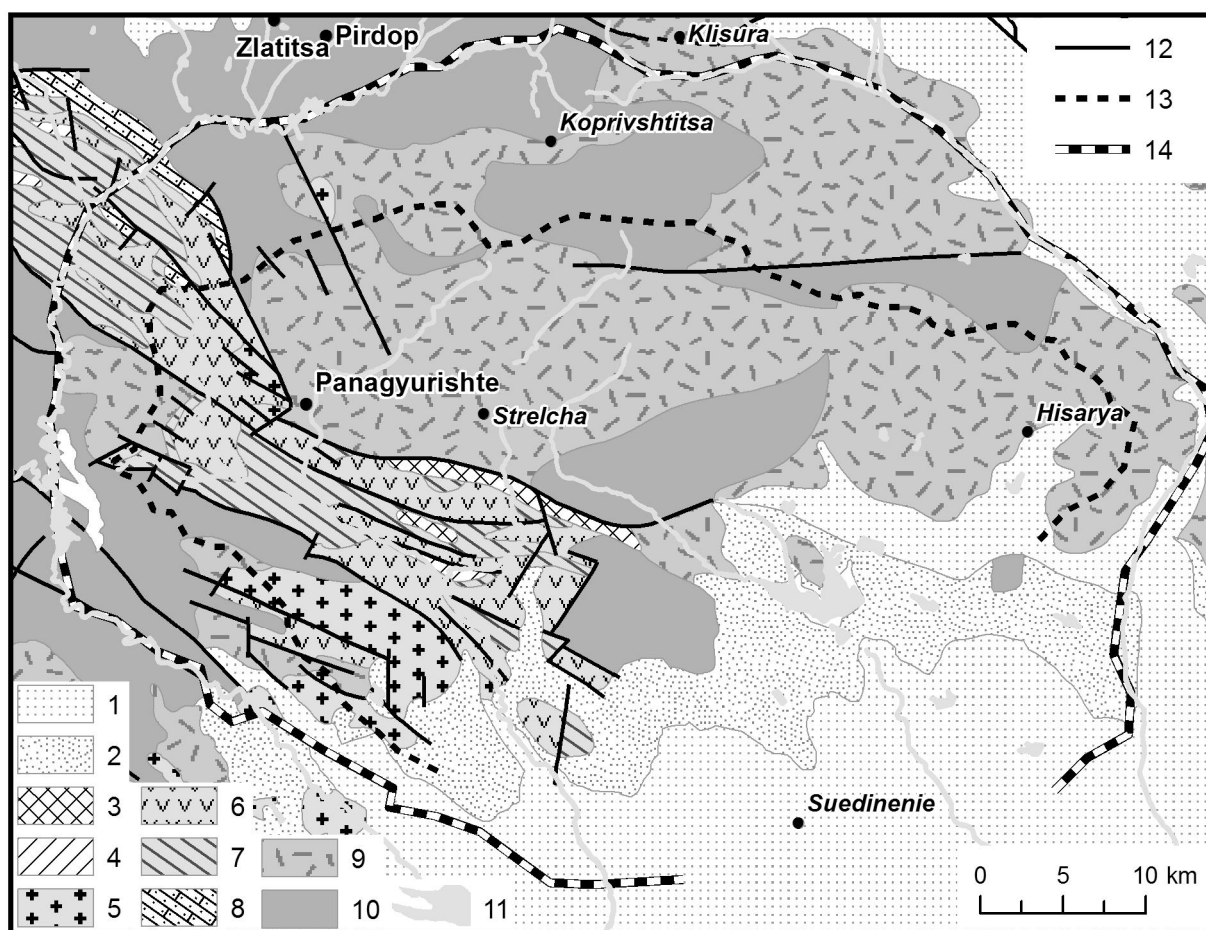 Pirdop
Zlatitsa
Klisura
12
13
14
Koprivshtitsa
Panagyurishte
Strelcha
Hisarya
1
2
3
6
4
7
9
5
8
10
11
Suedinenie
0 5 10 km